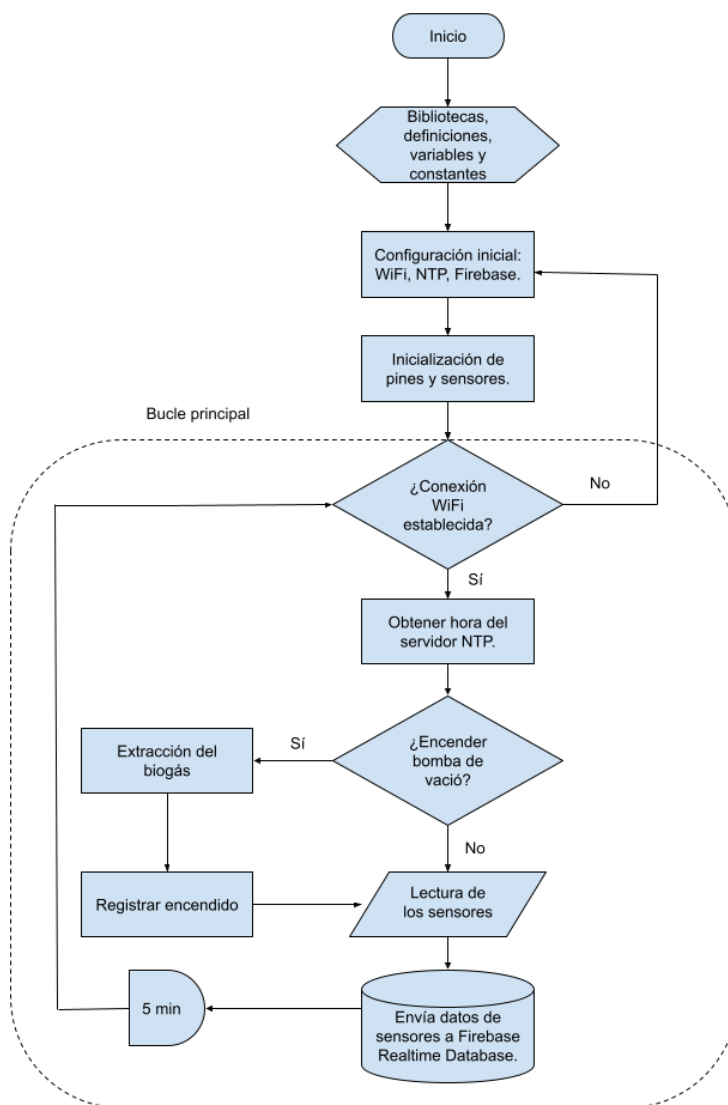 Inicio
Bibliotecas,
definiciones,
variables y
constantes
Configuración inicial:
WiFi, NTP, Firebase.
Inicialización de
pines y sensores.
Bucle principal
¿Conexión
WiFi
establecida?
No
Sí
Obtener hora del
servidor NTP.
¿Encender
bomba de
vació?
Sí
Extracción del
biogás
No
Registrar encendido
Lectura de
los sensores
5 min
Envía datos de
sensores a Firebase
Realtime Database.